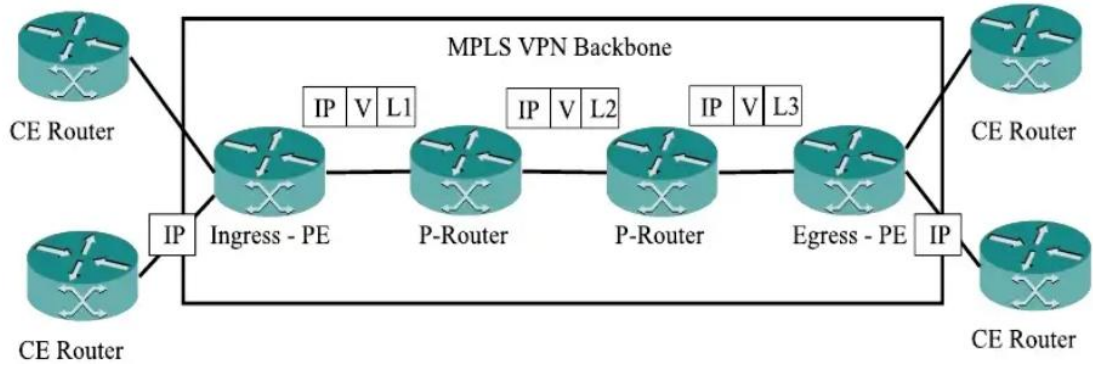 MPLS VPN Backbone
IP V L1
IP V L2
IP V L3
CE Router
CE Router
IP
Ingress - PE
P-Router
P-Router
Egress - PE
IP
CE Router
CE Router